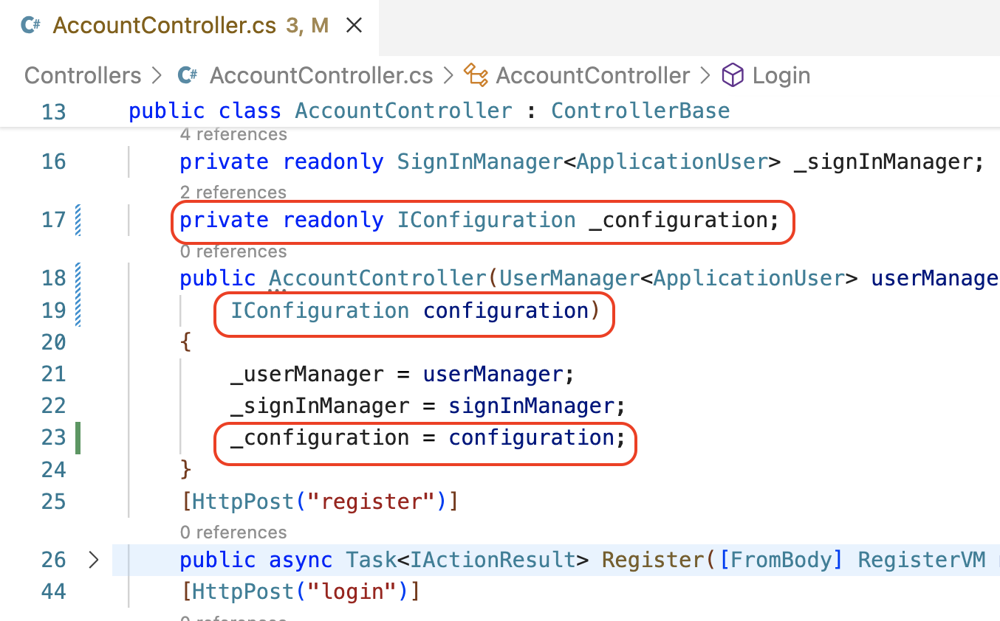 C# AccountController.cs 3, M
Controllers > C# AccountController.cs > AccountController > Login
13 public class AccountController : ControllerBase
4 references
16 private readonly SignInManager<ApplicationUser> _signInManager;
2 references
17 private readonly IConfiguration _configuration;
0 references
18 public AccountController(UserManager<ApplicationUser> userManage
19 IConfiguration configuration)
20 {
21 _userManager = userManager;
22 _signInManager = signInManager;
23 _configuration = configuration;
24 }
25 [HttpPost("register")]
0 references
26 public async Task<IActionResult> Register([FromBody] RegisterVM
44 [HttpPost("login")]
0 references